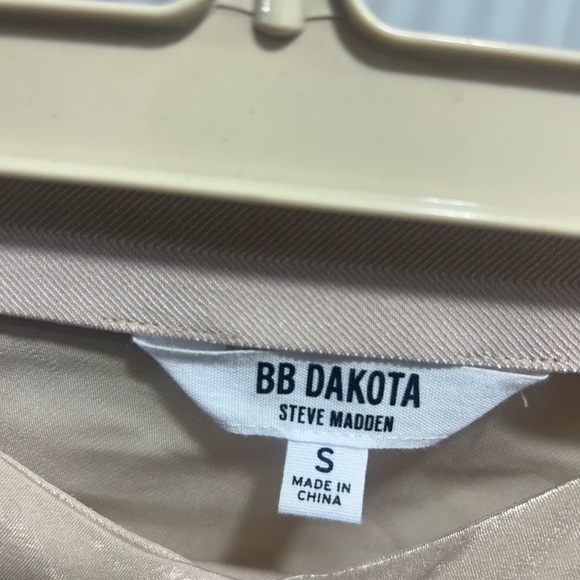 BB DAKOTA
STEVE MADDEN
S
MADE IN
CHINA